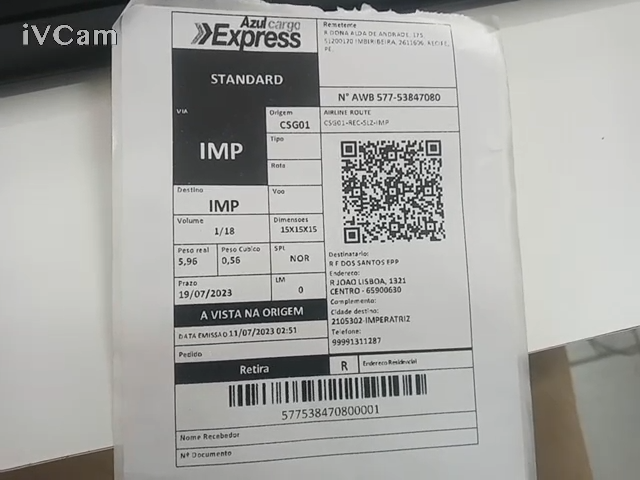 iVCam
Azul cargo
Express
Remetente
R DONA ALDA DE ANDRADE, 175,
51200120 IMBIRIBEIRA, 2611606, RECIFE,
PE,
STANDARD
N° AWB 577-53847080
VIA
IMP
Origem
CSG01
AIRLINE ROUTE
CSG01-REC-SLZ-IMP
Tipo
Rota
Destino
IMP
Voo
Volume
1/18
Dimensoes
15X15X15
Peso real
5,96
Peso Cubico
0,56
SPL
NOR
Destinatario:
R F DOS SANTOS EPP
Endereco:
R JOAO LISBOA, 1321
CENTRO - 65900630
Complemento:
Cidade destino:
2105302-IMPERATRIZ
Telefone:
99991311287
Prazo
19/07/2023
LM
0
A VISTA NA ORIGEM
DATA EMISSAO 11/07/2023 02:51
Pedido
Retira
R
Endereco Residencial
577538470800001
Nome Recebedor
Nº Documento